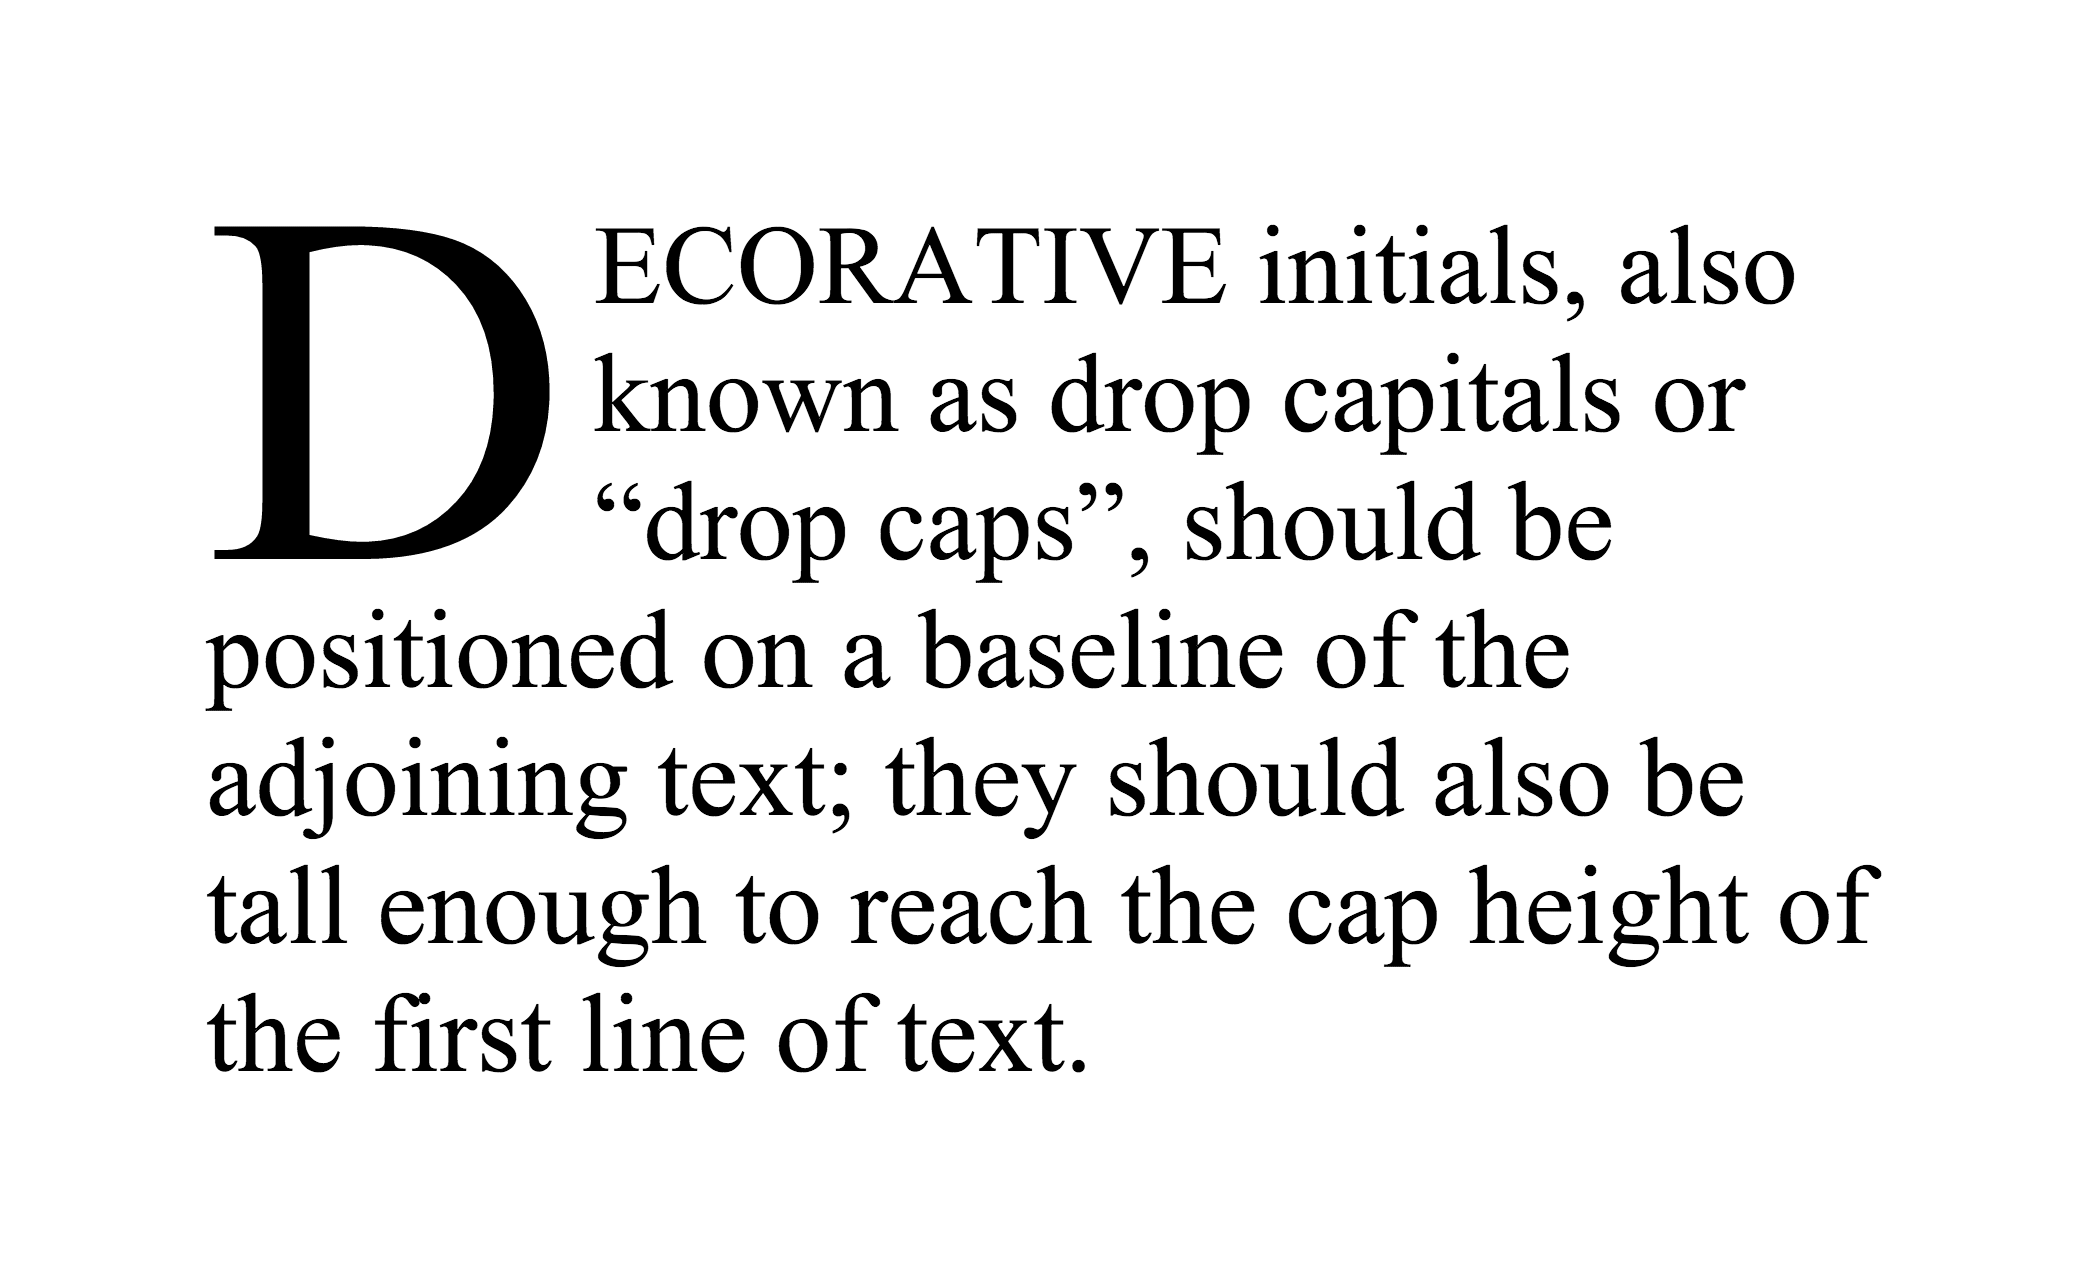 DECORATIVE initials, also
known as drop capitals or
“drop caps”, should be
positioned on a baseline of the
adjoining text; they should also be
tall enough to reach the cap height of
the first line of text.